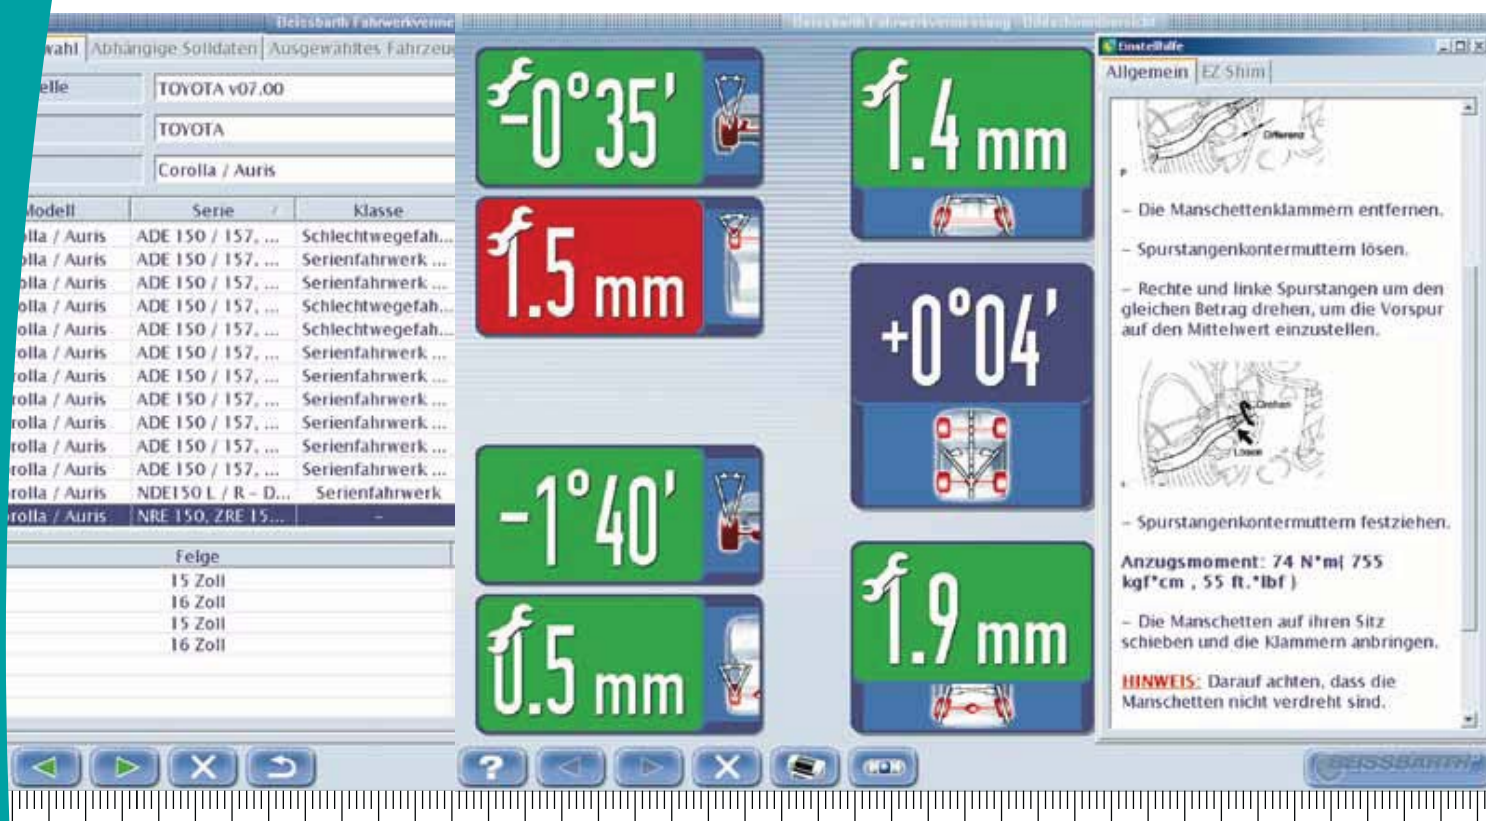 Beissbarth Fahrwerkverme
wahl Abhängige Solldaten Ausgewähltes Fahrzeu
elle TOYOTA v07.00
TOYOTA
Corolla / Auris
Modell Serie Klasse
olla / Auris ADE 150 / 157, ... Schlechtwegefah...
olla / Auris ADE 150 / 157, ... Serienfahrwerk ...
olla / Auris ADE 150 / 157, ... Serienfahrwerk ...
olla / Auris ADE 150 / 157, ... Schlechtwegefah...
olla / Auris ADE 150 / 157, ... Schlechtwegefah...
rolla / Auris ADE 150 / 157, ... Serienfahrwerk ...
rolla / Auris ADE 150 / 157, ... Serienfahrwerk ...
rolla / Auris ADE 150 / 157, ... Serienfahrwerk ...
rolla / Auris ADE 150 / 157, ... Serienfahrwerk ...
rolla / Auris ADE 150 / 157, ... Serienfahrwerk ...
rolla / Auris ADE 150 / 157, ... Serienfahrwerk ...
rolla / Auris NDE150 L / R - D... Serienfahrwerk
rolla / Auris NRE 150, ZRE 15... -
Felge
15 Zoll
16 Zoll
15 Zoll
16 Zoll
Beissbarth Fahrwerkvermessung
-0°35'
1.5 mm
-1°40'
0.5 mm
1.4 mm
+0°04'
1.9 mm
Einstellhilfe
Allgemein EZ Shim
Differenz
– Die Manschettenklammern entfernen.
– Spurstangenkontermuttern lösen.
– Rechte und linke Spurstangen um den
gleichen Betrag drehen, um die Vorspur
auf den Mittelwert einzustellen.
Drehen
Lösen
– Spurstangenkontermuttern festziehen.
Anzugsmoment: 74 N*m( 755
kgf*cm , 55 ft.*lbf )
– Die Manschetten auf ihren Sitz
schieben und die Klammern anbringen.
HINWEIS: Darauf achten, dass die
Manschetten nicht verdreht sind.
?
BEISSBARTH